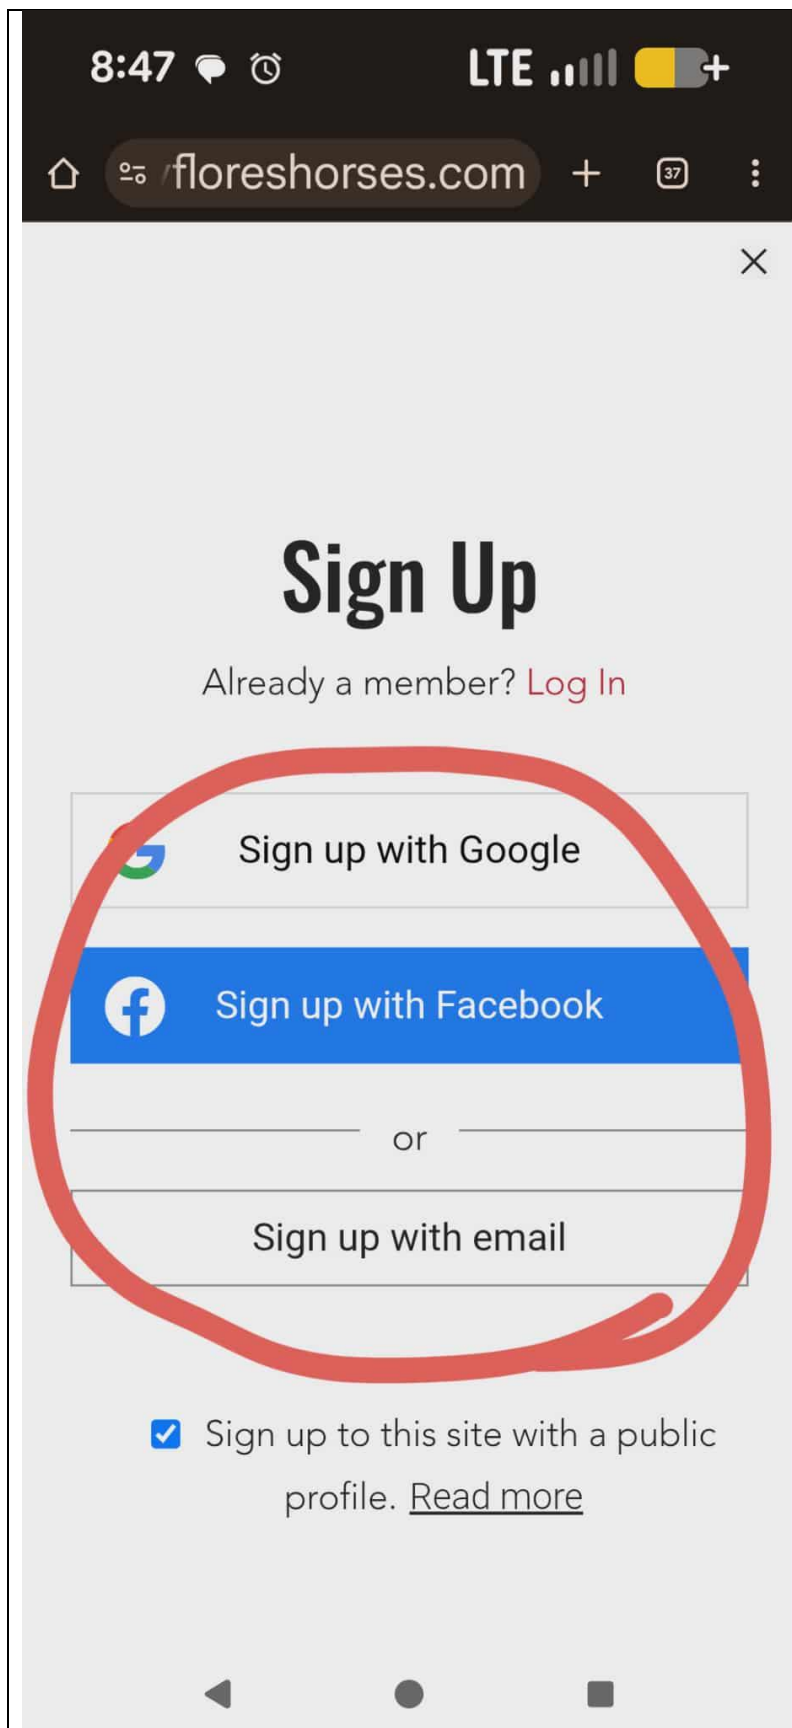 8:47 LTE
/floreshorses.com + 37
Sign Up
Already a member? Log In
Sign up with Google
Sign up with Facebook
or
Sign up with email
Sign up to this site with a public
profile. Read more